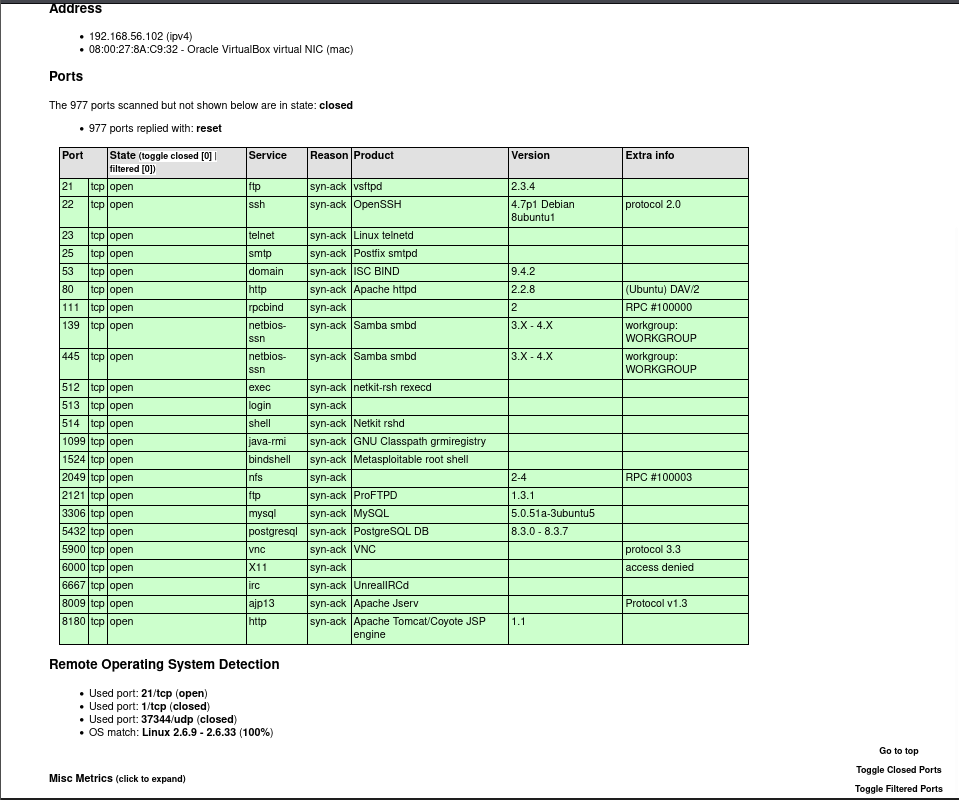 Address
192.168.56.102 (ipv4)
08:00:27:8A:C9:32 - Oracle VirtualBox virtual NIC (mac)
Ports
The 977 ports scanned but not shown below are in state: closed
977 ports replied with: reset
Port State (toggle closed [0] | filtered [0]) Service Reason Product Version Extra info
21 tcp open ftp syn-ack vsftpd 2.3.4
22 tcp open ssh syn-ack OpenSSH 4.7p1 Debian 8ubuntu1 protocol 2.0
23 tcp open telnet syn-ack Linux telnetd
25 tcp open smtp syn-ack Postfix smtpd
53 tcp open domain syn-ack ISC BIND 9.4.2
80 tcp open http syn-ack Apache httpd 2.2.8 (Ubuntu) DAV/2
111 tcp open rpcbind syn-ack 2 RPC #100000
139 tcp open netbios-ssn syn-ack Samba smbd 3.X - 4.X workgroup: WORKGROUP
445 tcp open netbios-ssn syn-ack Samba smbd 3.X - 4.X workgroup: WORKGROUP
512 tcp open exec syn-ack netkit-rsh rexecd
513 tcp open login syn-ack
514 tcp open shell syn-ack Netkit rshd
1099 tcp open java-rmi syn-ack GNU Classpath grmiregistry
1524 tcp open bindshell syn-ack Metasploitable root shell
2049 tcp open nfs syn-ack 2-4 RPC #100003
2121 tcp open ftp syn-ack ProFTPD 1.3.1
3306 tcp open mysql syn-ack MySQL 5.0.51a-3ubuntu5
5432 tcp open postgresql syn-ack PostgreSQL DB 8.3.0 - 8.3.7
5900 tcp open vnc syn-ack VNC protocol 3.3
6000 tcp open X11 syn-ack access denied
6667 tcp open irc syn-ack UnrealIRCd
8009 tcp open ajp13 syn-ack Apache Jserv Protocol v1.3
8180 tcp open http syn-ack Apache Tomcat/Coyote JSP engine 1.1
Remote Operating System Detection
Used port: 21/tcp (open)
Used port: 1/tcp (closed)
Used port: 37344/udp (closed)
OS match: Linux 2.6.9 - 2.6.33 (100%)
Misc Metrics (click to expand)
Go to top
Toggle Closed Ports
Toggle Filtered Ports